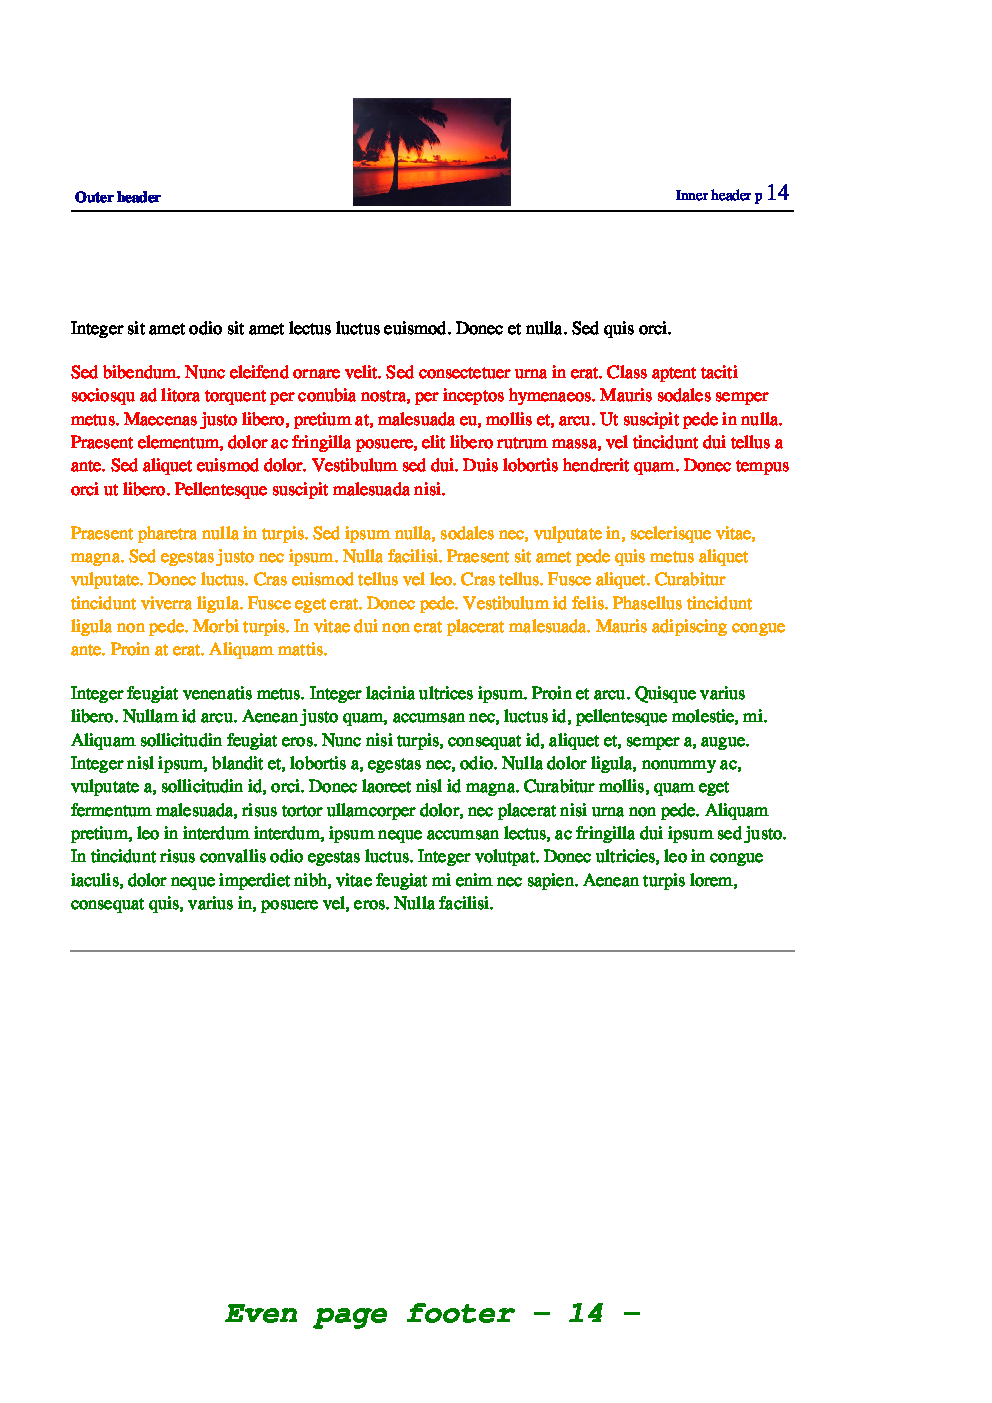 Outer header
Inner header p 14
Integer sit amet odio sit amet lectus luctus euismod. Donec et nulla. Sed quis orci.
Sed bibendum. Nunc eleifend ornare velit. Sed consectetuer urna in erat. Class aptent taciti
sociosqu ad litora torquent per conubia nostra, per inceptos hymenaeos. Mauris sodales semper
metus. Maecenas justo libero, pretium at, malesuada eu, mollis et, arcu. Ut suscipit pede in nulla.
Praesent elementum, dolor ac fringilla posuere, elit libero rutrum massa, vel tincidunt dui tellus a
ante. Sed aliquet euismod dolor. Vestibulum sed dui. Duis lobortis hendrerit quam. Donec tempus
orci ut libero. Pellentesque suscipit malesuada nisi.
Praesent pharetra nulla in turpis. Sed ipsum nulla, sodales nec, vulputate in, scelerisque vitae,
magna. Sed egestas justo nec ipsum. Nulla facilisi. Praesent sit amet pede quis metus aliquet
vulputate. Donec luctus. Cras euismod tellus vel leo. Cras tellus. Fusce aliquet. Curabitur
tincidunt viverra ligula. Fusce eget erat. Donec pede. Vestibulum id felis. Phasellus tincidunt
ligula non pede. Morbi turpis. In vitae dui non erat placerat malesuada. Mauris adipiscing congue
ante. Proin at erat. Aliquam mattis.
Integer feugiat venenatis metus. Integer lacinia ultrices ipsum. Proin et arcu. Quisque varius
libero. Nullam id arcu. Aenean justo quam, accumsan nec, luctus id, pellentesque molestie, mi.
Aliquam sollicitudin feugiat eros. Nunc nisi turpis, consequat id, aliquet et, semper a, augue.
Integer nisl ipsum, blandit et, lobortis a, egestas nec, odio. Nulla dolor ligula, nonummy ac,
vulputate a, sollicitudin id, orci. Donec laoreet nisl id magna. Curabitur mollis, quam eget
fermentum malesuada, risus tortor ullamcorper dolor, nec placerat nisi urna non pede. Aliquam
pretium, leo in interdum interdum, ipsum neque accumsan lectus, ac fringilla dui ipsum sed justo.
In tincidunt risus convallis odio egestas luctus. Integer volutpat. Donec ultricies, leo in congue
iaculis, dolor neque imperdiet nibh, vitae feugiat mi enim nec sapien. Aenean turpis lorem,
consequat quis, varius in, posuere vel, eros. Nulla facilisi.
Even page footer – 14 –